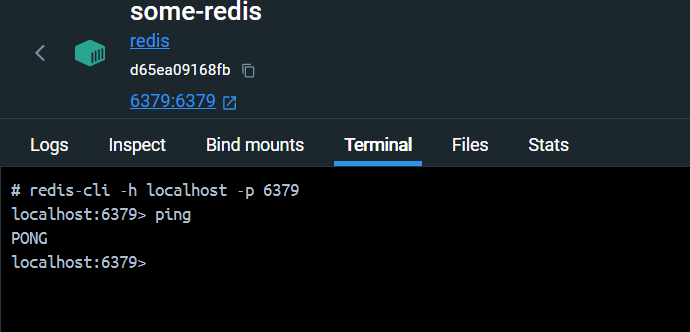 some-redis
redis
d65ea09168fb
6379:6379
Logs Inspect Bind mounts Terminal Files Stats
# redis-cli -h localhost -p 6379
localhost:6379> ping
PONG
localhost:6379>